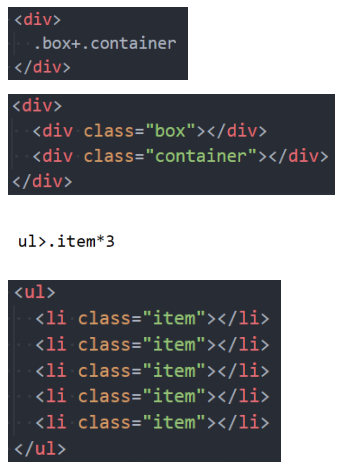 <div>
.box+.container
</div>
<div>
<div class="box"></div>
<div class="container"></div>
</div>
ul>.item*3
<ul>
<li class="item"></li>
<li class="item"></li>
<li class="item"></li>
<li class="item"></li>
<li class="item"></li>
</ul>